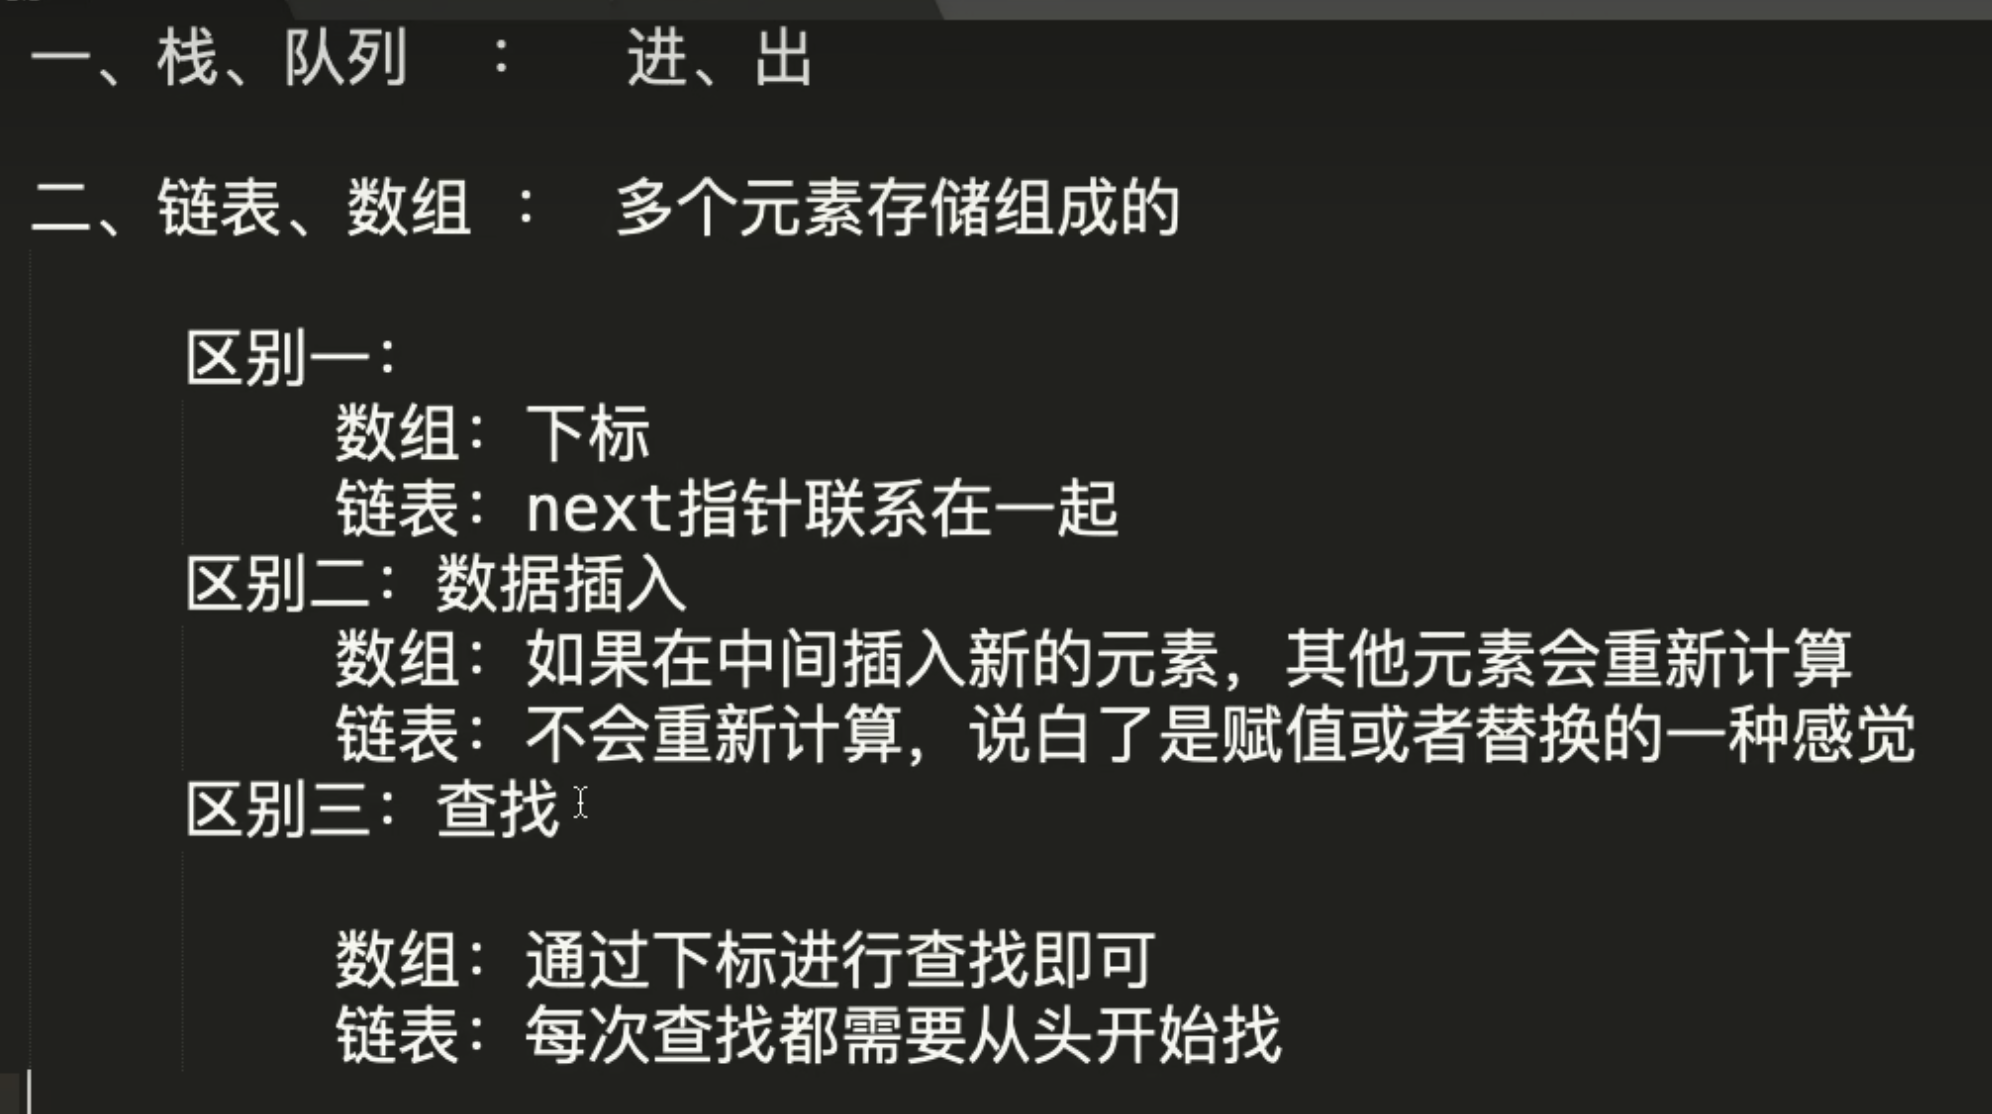 一、栈、队列 ： 进、出
二、链表、数组 ： 多个元素存储组成的
区别一：
数组：下标
链表：next指针联系在一起
区别二：数据插入
数组：如果在中间插入新的元素，其他元素会重新计算
链表：不会重新计算，说白了是赋值或者替换的一种感觉
区别三：查找
数组：通过下标进行查找即可
链表：每次查找都需要从头开始找